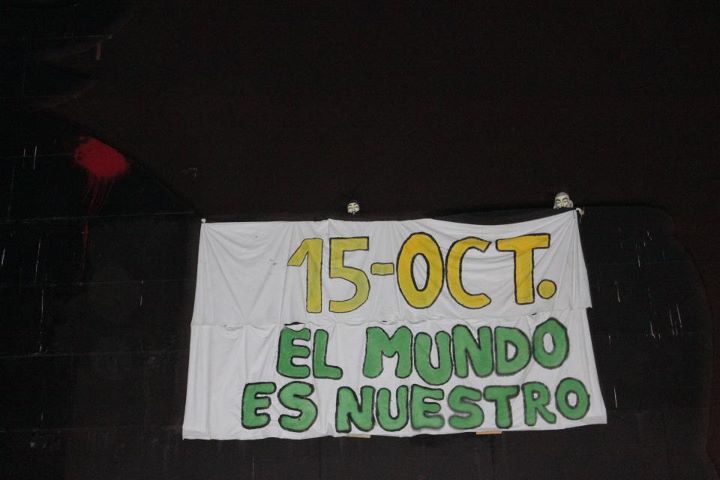 15-OCT.
EL MUNDO
ES NUESTRO